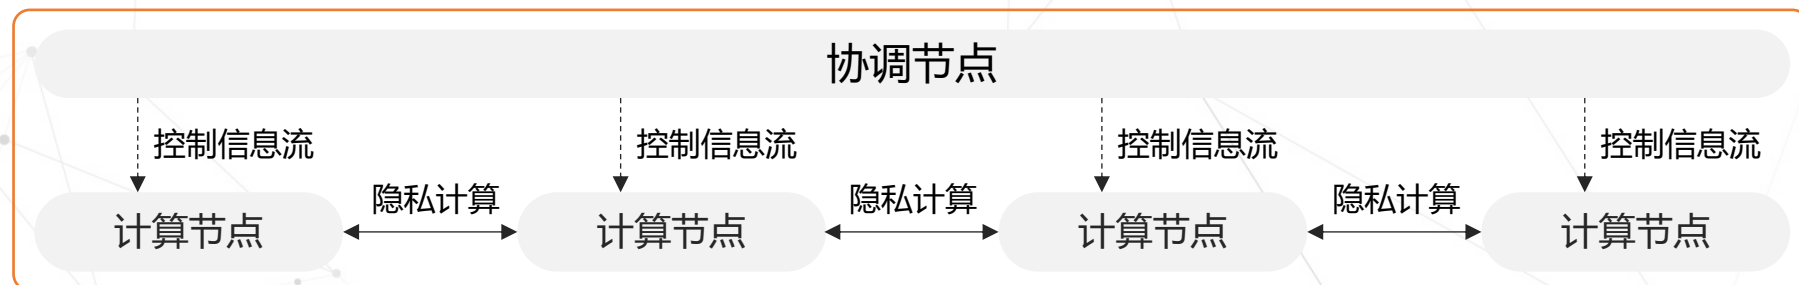 协调节点
控制信息流 控制信息流 控制信息流 控制信息流
隐私计算 隐私计算 隐私计算
计算节点 计算节点 计算节点 计算节点